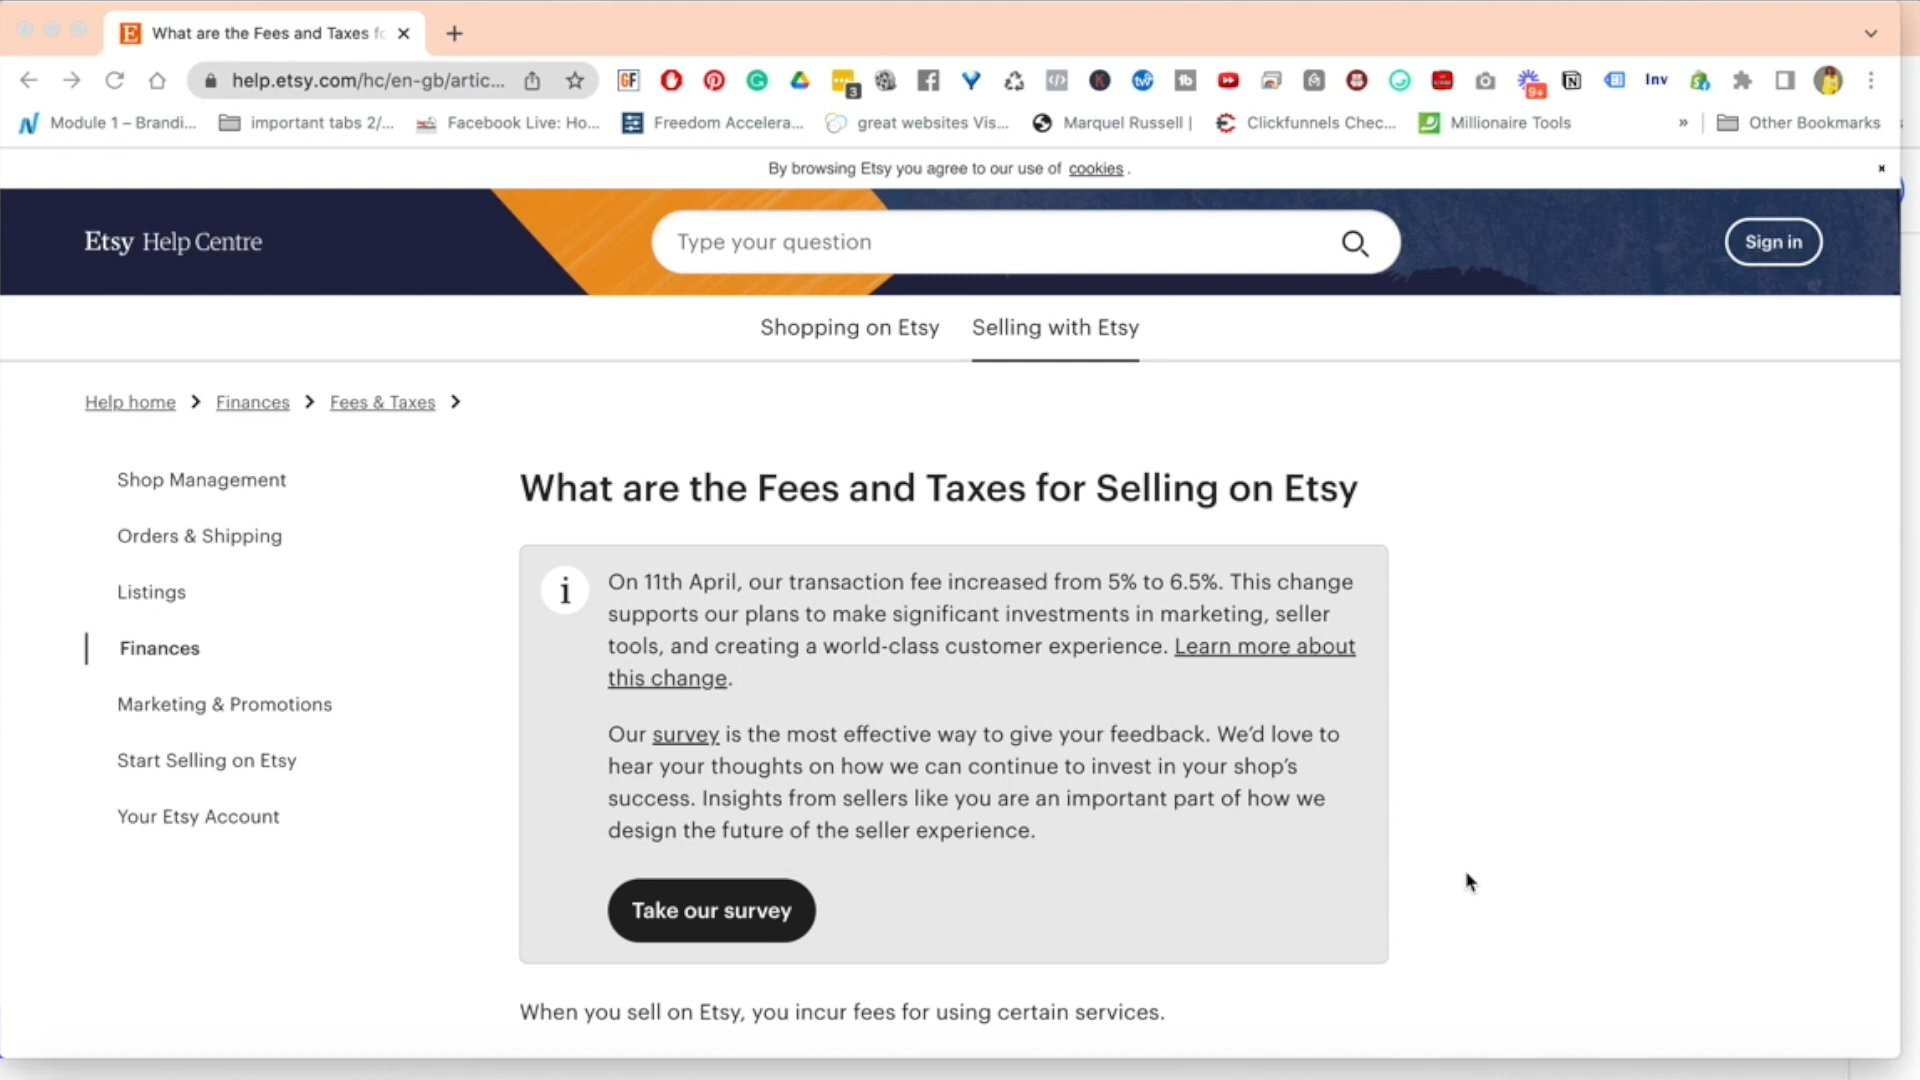 What are the Fees and Taxes fo
help.etsy.com/hc/en-gb/artic...
GF
3
tw
tb
9+
Inv
Module 1 – Brandi...
important tabs 2/...
Facebook Live: Ho...
Freedom Accelera...
great websites Vis...
Marquel Russell |
Clickfunnels Chec...
Millionaire Tools
»
Other Bookmarks
By browsing Etsy you agree to our use of cookies .
Etsy Help Centre
Type your question
Sign in
Shopping on Etsy
Selling with Etsy
Help home > Finances > Fees & Taxes >
Shop Management
Orders & Shipping
Listings
Finances
Marketing & Promotions
Start Selling on Etsy
Your Etsy Account
What are the Fees and Taxes for Selling on Etsy
On 11th April, our transaction fee increased from 5% to 6.5%. This change
supports our plans to make significant investments in marketing, seller
tools, and creating a world-class customer experience. Learn more about
this change.
Our survey is the most effective way to give your feedback. We’d love to
hear your thoughts on how we can continue to invest in your shop’s
success. Insights from sellers like you are an important part of how we
design the future of the seller experience.
Take our survey
When you sell on Etsy, you incur fees for using certain services.